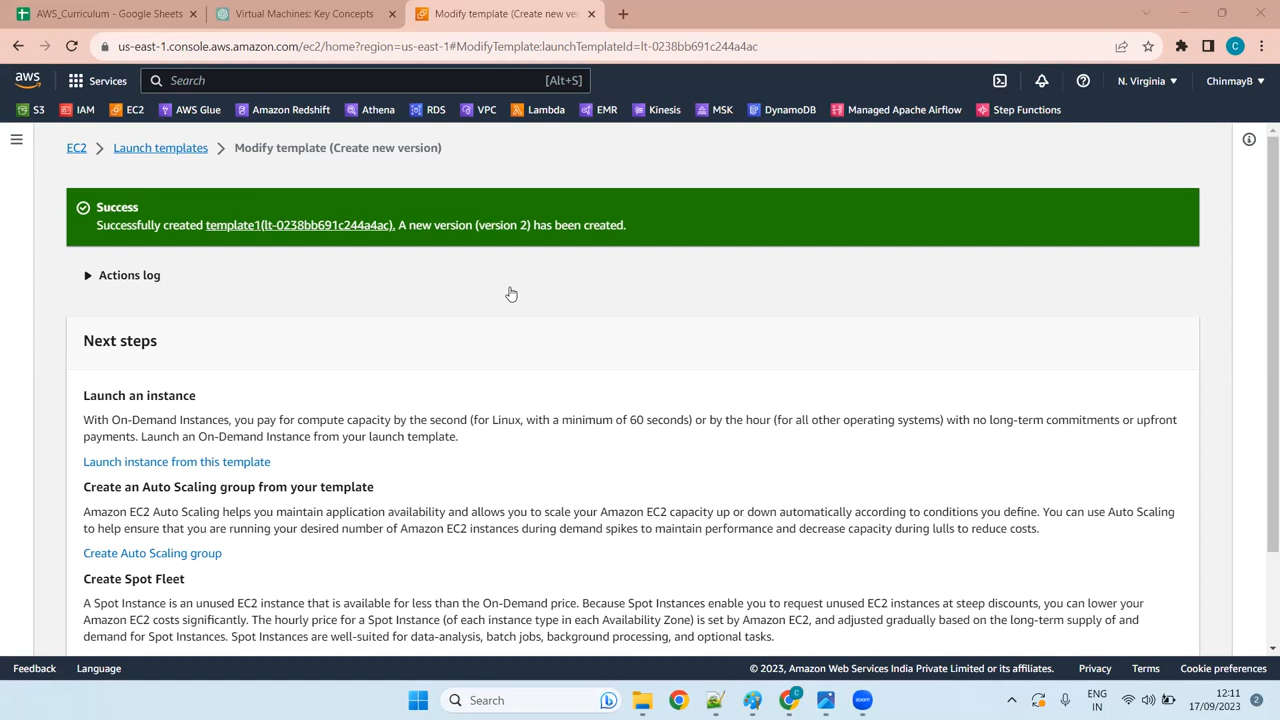 AWS_Curriculum - Google Sheets
Virtual Machines: Key Concepts
Modify template (Create new ver
us-east-1.console.aws.amazon.com/ec2/home?region=us-east-1#ModifyTemplate:launchTemplateId=lt-0238bb691c244a4ac
C
aws
Services
Search
[Alt+S]
N. Virginia
ChinmayB
S3
IAM
EC2
AWS Glue
Amazon Redshift
Athena
RDS
VPC
Lambda
EMR
Kinesis
MSK
DynamoDB
Managed Apache Airflow
Step Functions
EC2 > Launch templates > Modify template (Create new version)
Success
Successfully created template1(lt-0238bb691c244a4ac). A new version (version 2) has been created.
Actions log
Next steps
Launch an instance
With On-Demand Instances, you pay for compute capacity by the second (for Linux, with a minimum of 60 seconds) or by the hour (for all other operating systems) with no long-term commitments or upfront
payments. Launch an On-Demand Instance from your launch template.
Launch instance from this template
Create an Auto Scaling group from your template
Amazon EC2 Auto Scaling helps you maintain application availability and allows you to scale your Amazon EC2 capacity up or down automatically according to conditions you define. You can use Auto Scaling
to help ensure that you are running your desired number of Amazon EC2 instances during demand spikes to maintain performance and decrease capacity during lulls to reduce costs.
Create Auto Scaling group
Create Spot Fleet
A Spot Instance is an unused EC2 instance that is available for less than the On-Demand price. Because Spot Instances enable you to request unused EC2 instances at steep discounts, you can lower your
Amazon EC2 costs significantly. The hourly price for a Spot Instance (of each instance type in each Availability Zone) is set by Amazon EC2, and adjusted gradually based on the long-term supply of and
demand for Spot Instances. Spot Instances are well-suited for data-analysis, batch jobs, background processing, and optional tasks.
Feedback
Language
© 2023, Amazon Web Services India Private Limited or its affiliates.
Privacy
Terms
Cookie preferences
Search
C
ENG
IN
12:11
17/09/2023
2